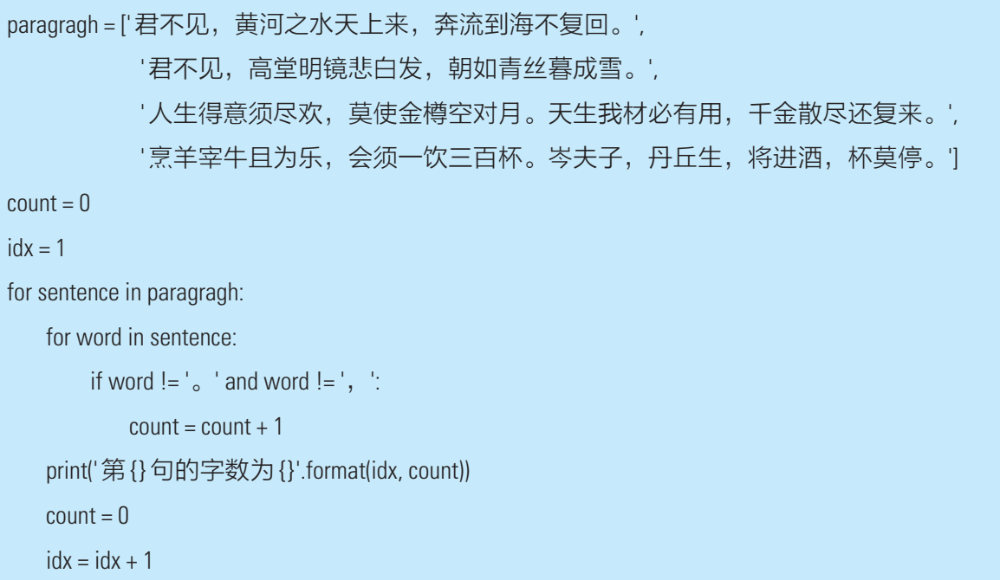 paragragh = ['君不见，黄河之水天上来，奔流到海不复回。',
'君不见，高堂明镜悲白发，朝如青丝暮成雪。',
'人生得意须尽欢，莫使金樽空对月。天生我材必有用，千金散尽还复来。',
'烹羊宰牛且为乐，会须一饮三百杯。岑夫子，丹丘生，将进酒，杯莫停。']
count = 0
idx = 1
for sentence in paragragh:
    for word in sentence:
        if word != '。' and word != '，':
            count = count + 1
    print('第 {} 句的字数为 {}'.format(idx, count))
    count = 0
    idx = idx + 1